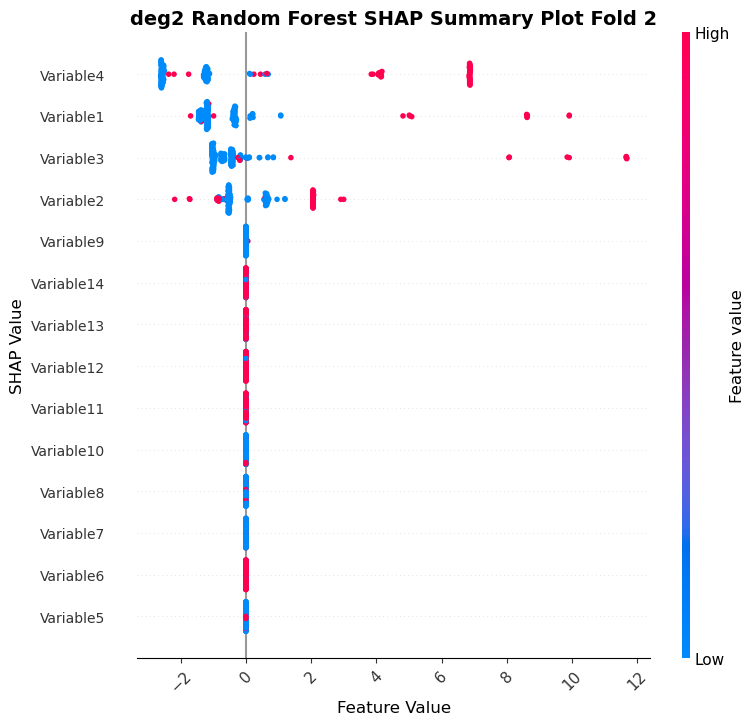 deg2 Random Forest SHAP Summary Plot Fold 2
High
Variable4
Variable1
Variable3
Variable2
Variable9
Variable14
Variable13
Variable12
Variable11
Variable10
Variable8
Variable7
Variable6
Variable5
SHAP Value
Feature value
Low
−2 0 2 4 6 8 10 12
Feature Value